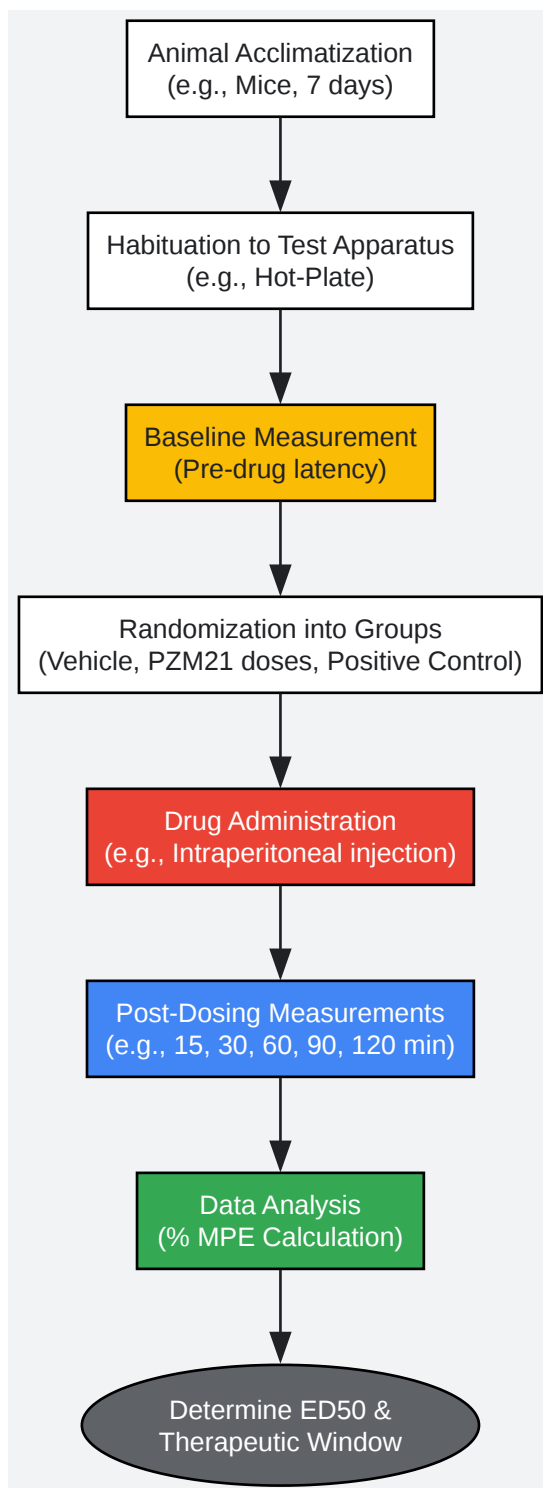 Animal Acclimatization
(e.g., Mice, 7 days)
Habituation to Test Apparatus
(e.g., Hot-Plate)
Baseline Measurement
(Pre-drug latency)
Randomization into Groups
(Vehicle, PZM21 doses, Positive Control)
Drug Administration
(e.g., Intraperitoneal injection)
Post-Dosing Measurements
(e.g., 15, 30, 60, 90, 120 min)
Data Analysis
(% MPE Calculation)
Determine ED50 &
Therapeutic Window